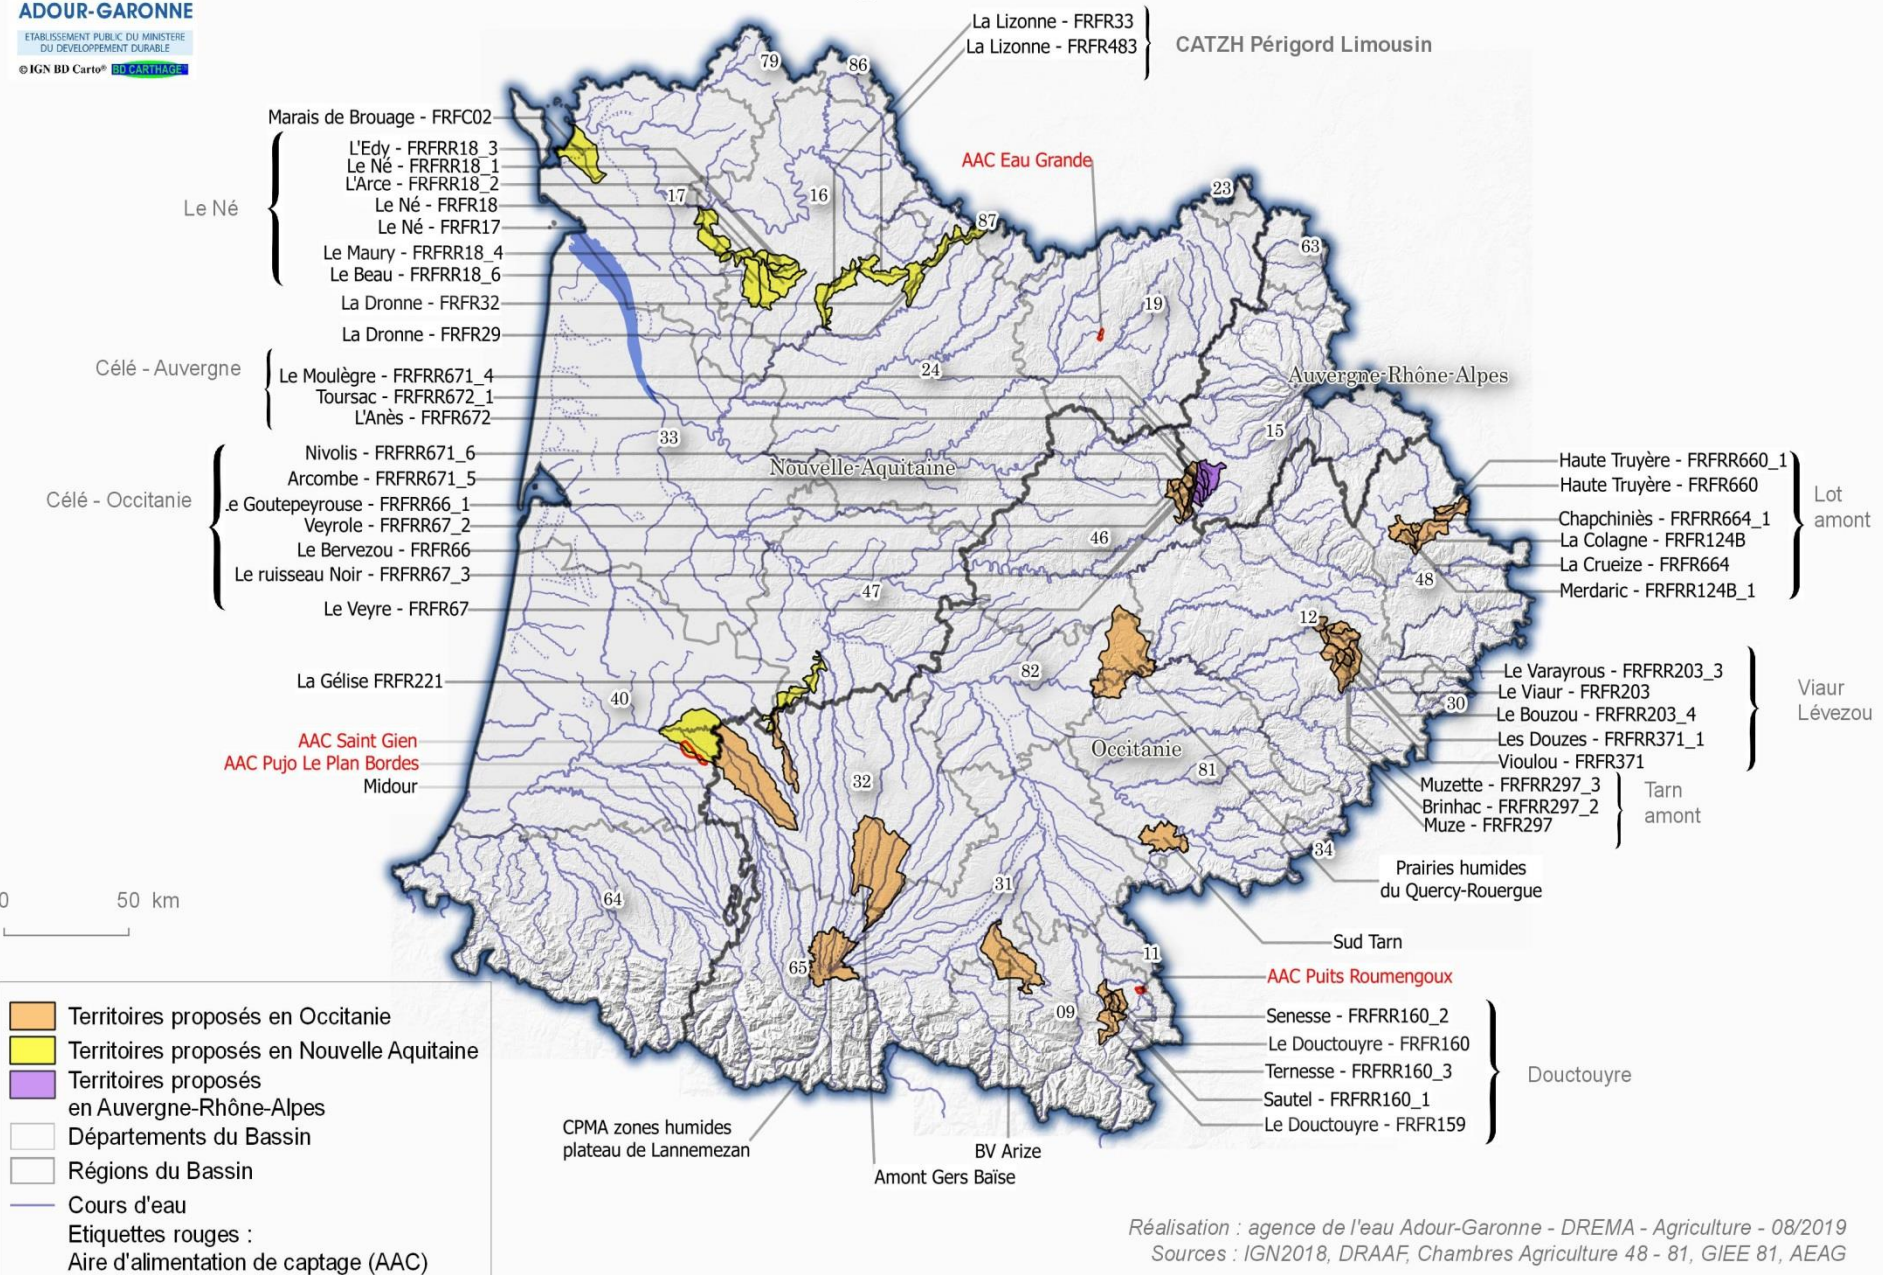 ADOUR-GARONNE
ETABLISSEMENT PUBLIC DU MINISTERE
DU DEVELOPPEMENT DURABLE
© IGN BD Carto® BD CARTHAGE
La Lizonne - FRFR33
La Lizonne - FRFR483
CATZH Périgord Limousin
Marais de Brouage - FRFC02
L'Edy - FRFRR18_3
Le Né - FRFRR18_1
L'Arce - FRFRR18_2
Le Né - FRFR18
Le Né - FRFR17
Le Maury - FRFRR18_4
Le Beau - FRFRR18_6
Le Né
La Dronne - FRFR32
La Dronne - FRFR29
Célé - Auvergne
Le Moulègre - FRFRR671_4
Toursac - FRFRR672_1
L'Anès - FRFR672
Célé - Occitanie
Nivolis - FRFRR671_6
Arcombe - FRFRR671_5
Le Goutepeyrouse - FRFRR66_1
Veyrole - FRFRR67_2
Le Bervezou - FRFR66
Le ruisseau Noir - FRFRR67_3
Le Veyre - FRFR67
La Gélise FRFR221
AAC Saint Gien
AAC Pujo Le Plan Bordes
Midour
AAC Eau Grande
79
86
17
16
87
23
63
19
24
33
15
46
47
48
12
82
30
40
32
81
34
31
64
65
11
09
Auvergne-Rhône-Alpes
Nouvelle-Aquitaine
Occitanie
Haute Truyère - FRFRR660_1
Haute Truyère - FRFR660
Chapchiniès - FRFRR664_1
La Colagne - FRFR124B
La Crueize - FRFR664
Merdaric - FRFRR124B_1
Lot
amont
Le Varayrous - FRFRR203_3
Le Viaur - FRFR203
Le Bouzou - FRFRR203_4
Les Douzes - FRFRR371_1
Vioulou - FRFR371
Viaur
Lévezou
Muzette - FRFRR297_3
Brinhac - FRFRR297_2
Muze - FRFR297
Tarn
amont
Prairies humides
du Quercy-Rouergue
Sud Tarn
AAC Puits Roumengoux
Senesse - FRFRR160_2
Le Douctouyre - FRFR160
Ternesse - FRFRR160_3
Sautel - FRFRR160_1
Le Douctouyre - FRFR159
Douctouyre
CPMA zones humides
plateau de Lannemezan
BV Arize
Amont Gers Baïse
0 50 km
Territoires proposés en Occitanie
Territoires proposés en Nouvelle Aquitaine
Territoires proposés
en Auvergne-Rhône-Alpes
Départements du Bassin
Régions du Bassin
Cours d'eau
Etiquettes rouges :
Aire d'alimentation de captage (AAC)
Réalisation : agence de l'eau Adour-Garonne - DREMA - Agriculture - 08/2019
Sources : IGN2018, DRAAF, Chambres Agriculture 48 - 81, GIEE 81, AEAG